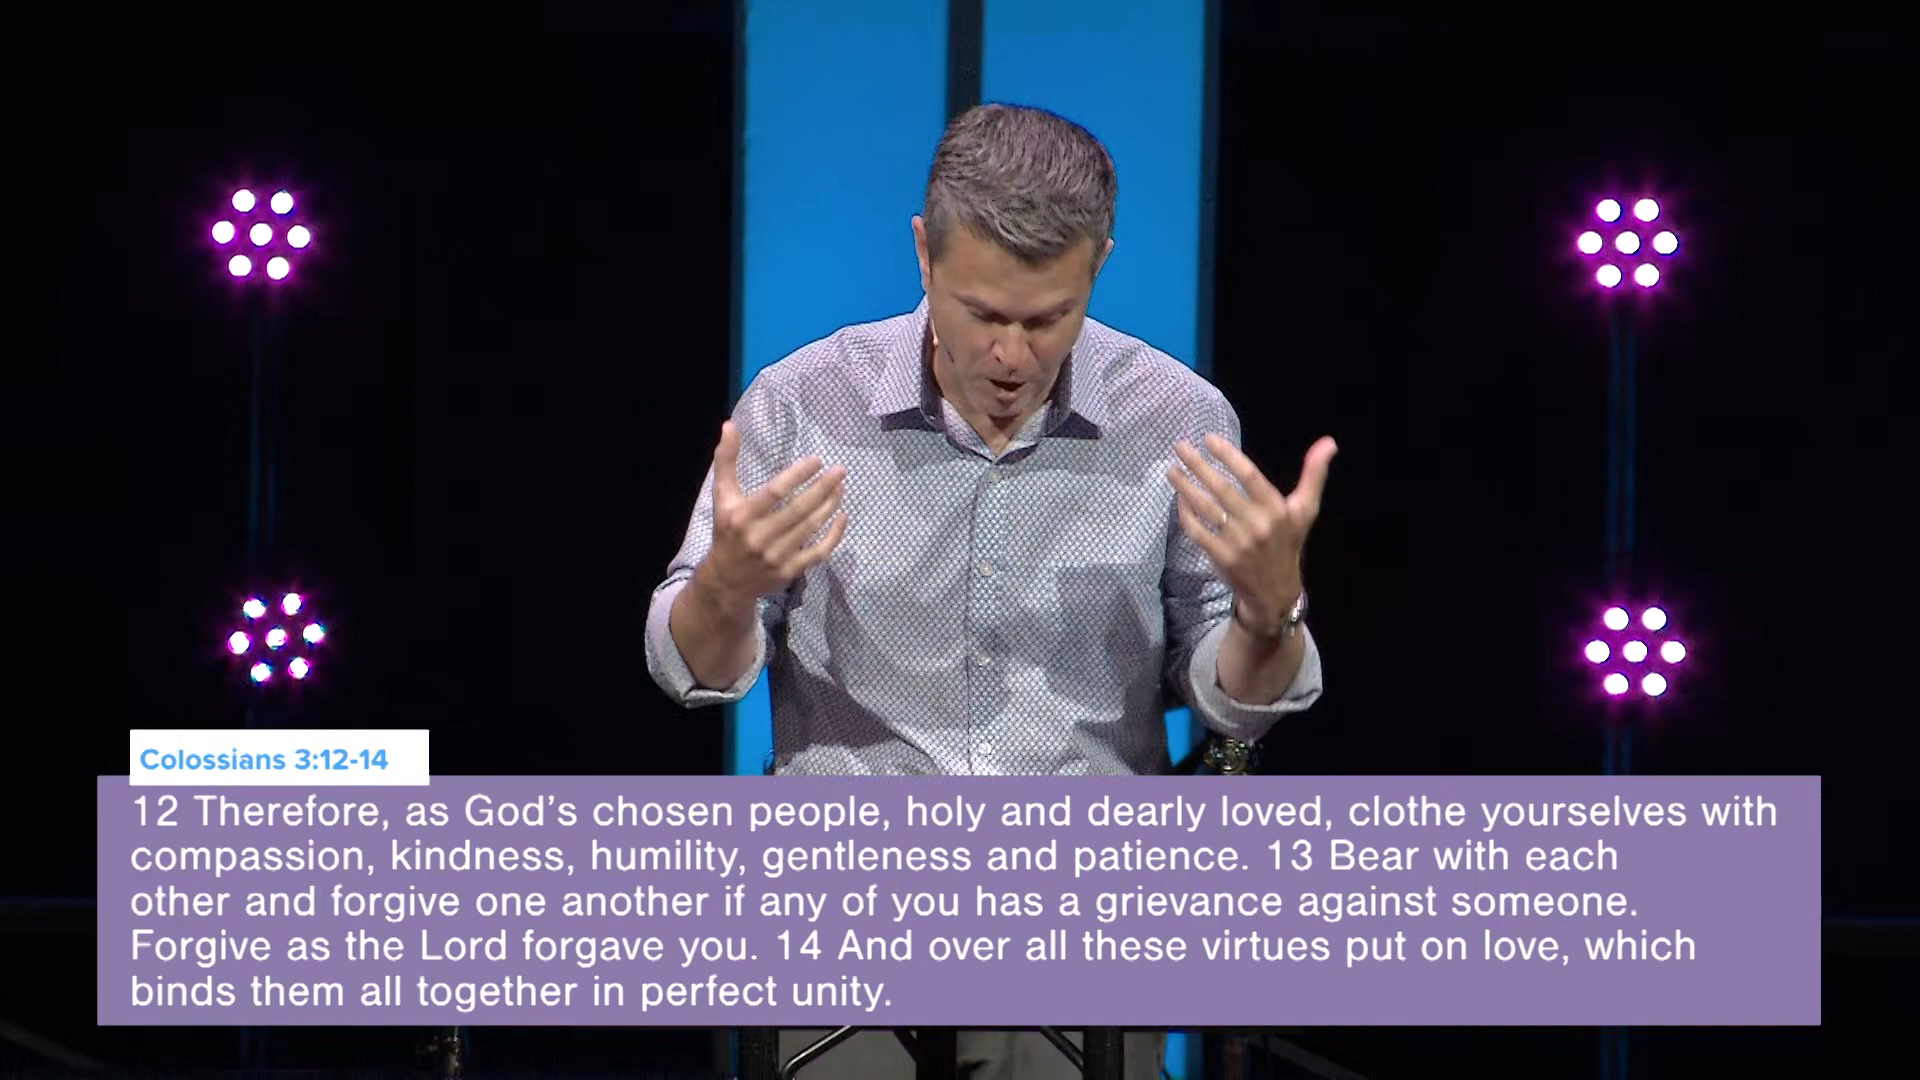 Colossians 3:12-14
12 Therefore, as God's chosen people, holy and dearly loved, clothe yourselves with
compassion, kindness, humility, gentleness and patience. 13 Bear with each
other and forgive one another if any of you has a grievance against someone.
Forgive as the Lord forgave you. 14 And over all these virtues put on love, which
binds them all together in perfect unity.